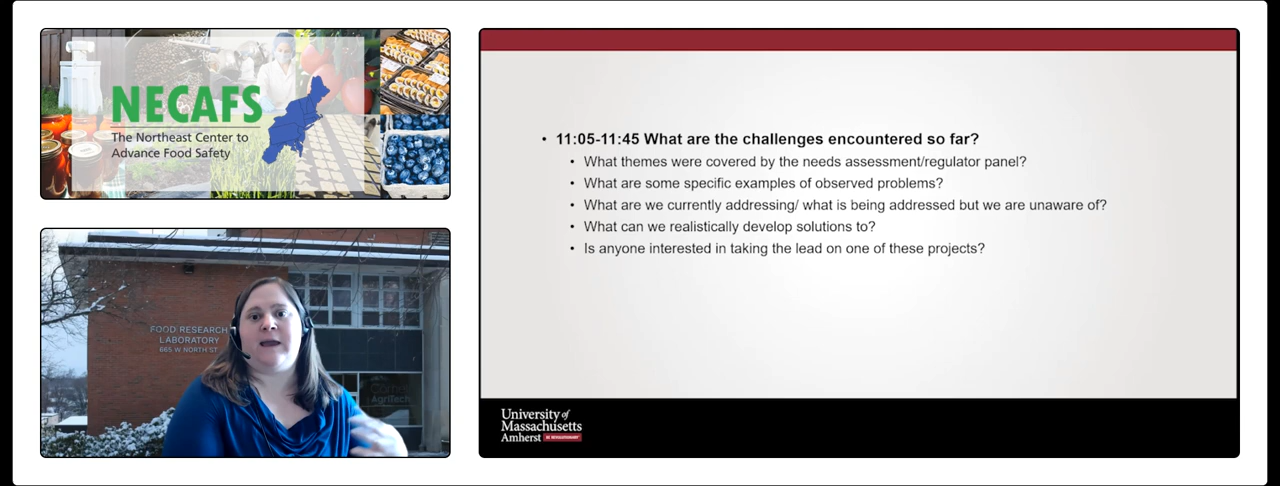 NECAFS
The Northeast Center to
Advance Food Safety
FOOD RESEARCH
LABORATORY
665 W NORTH ST
• 11:05-11:45 What are the challenges encountered so far?
• What themes were covered by the needs assessment/regulator panel?
• What are some specific examples of observed problems?
• What are we currently addressing/ what is being addressed but we are unaware of?
• What can we realistically develop solutions to?
• Is anyone interested in taking the lead on one of these projects?
University of
Massachusetts
Amherst BE REVOLUTIONARY